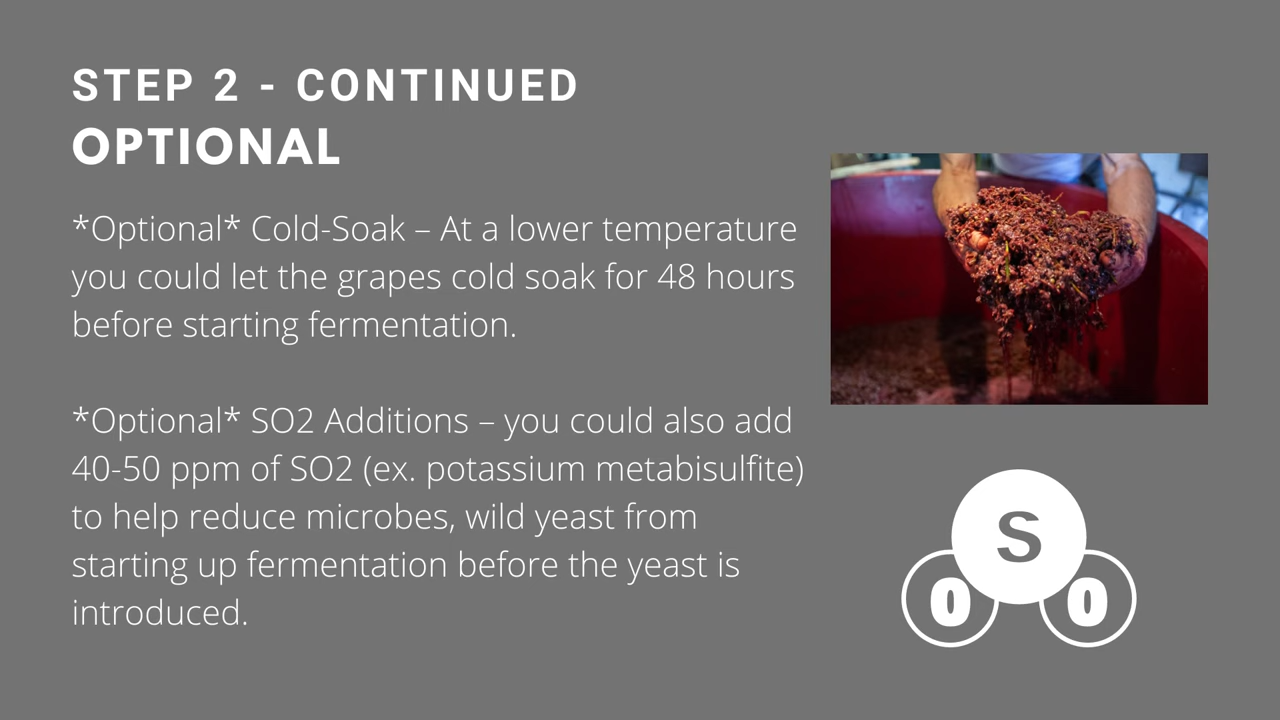 STEP 2 - CONTINUED
OPTIONAL
*Optional* Cold-Soak – At a lower temperature
you could let the grapes cold soak for 48 hours
before starting fermentation.
*Optional* SO2 Additions – you could also add
40-50 ppm of SO2 (ex. potassium metabisulfite)
to help reduce microbes, wild yeast from
starting up fermentation before the yeast is
introduced.
S
O O